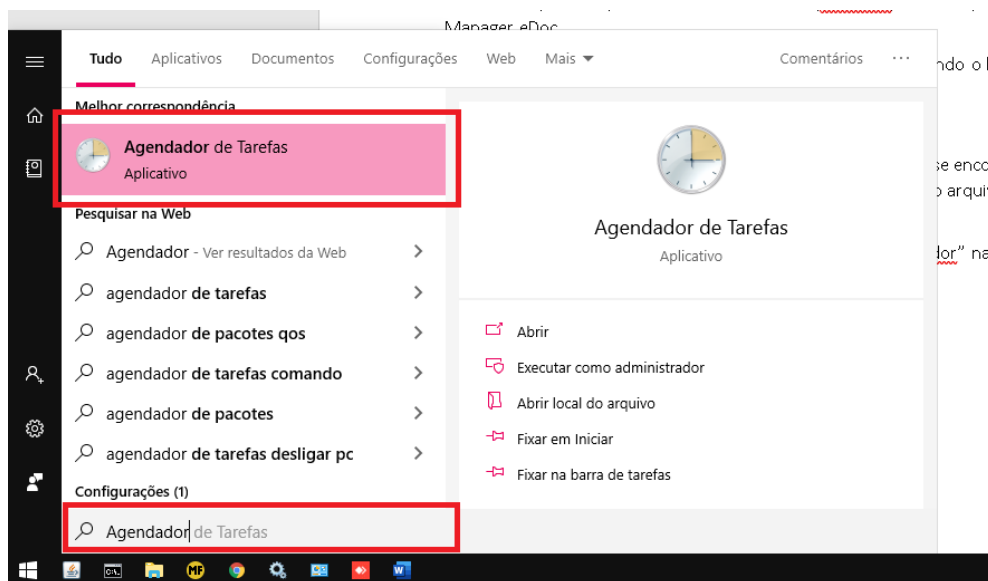 Manager eDoc
Tudo Aplicativos Documentos Configurações Web Mais Comentários ...
ndo o
Melhor correspondência
Agendador de Tarefas
Aplicativo
Pesquisar na Web
Agendador - Ver resultados da Web
agendador de tarefas
agendador de pacotes qos
agendador de tarefas comando
agendador de pacotes
agendador de tarefas desligar pc
Configurações (1)
Agendador de Tarefas
Agendador de Tarefas
Aplicativo
Abrir
Executar como administrador
Abrir local do arquivo
Fixar em Iniciar
Fixar na barra de tarefas
se enco
o arqui
dor" na
C:\.
MF
W